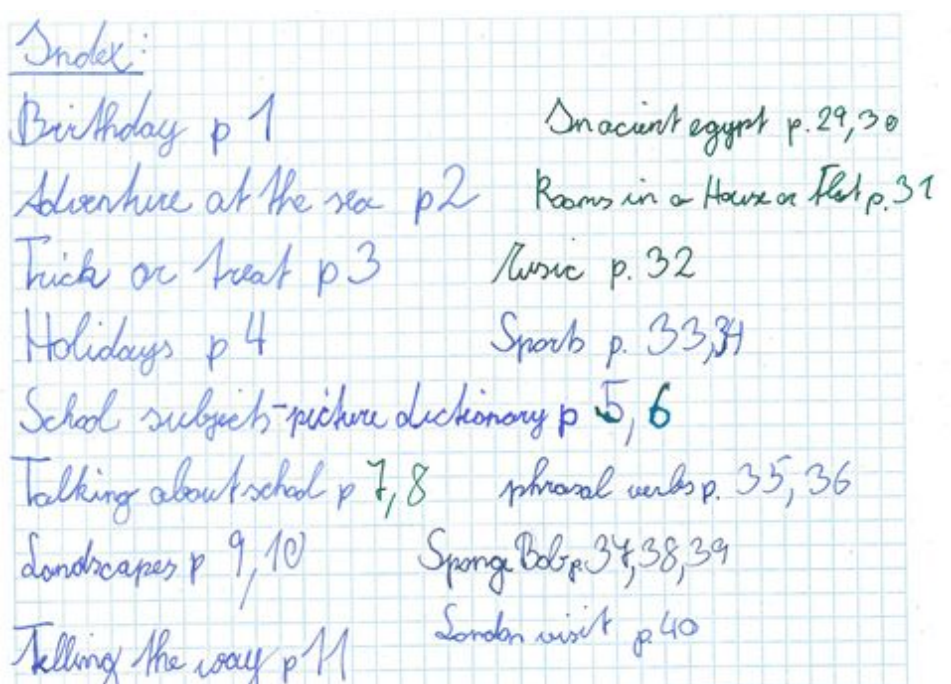 Index:
Birthday p 1
Adventure at the sea p 2
Trick or treat p 3
Holidays p 4
School subjects-picture dictionary p 5, 6
Talking about school p 7, 8
Landscapes p 9, 10
Telling the way p 11
In acient egypt p. 29, 30
Rooms in a House or Flat p. 31
Music p. 32
Sports p. 33, 34
phrasal verbs p. 35, 36
Sponge Bob p. 37, 38, 39
London visit p. 40